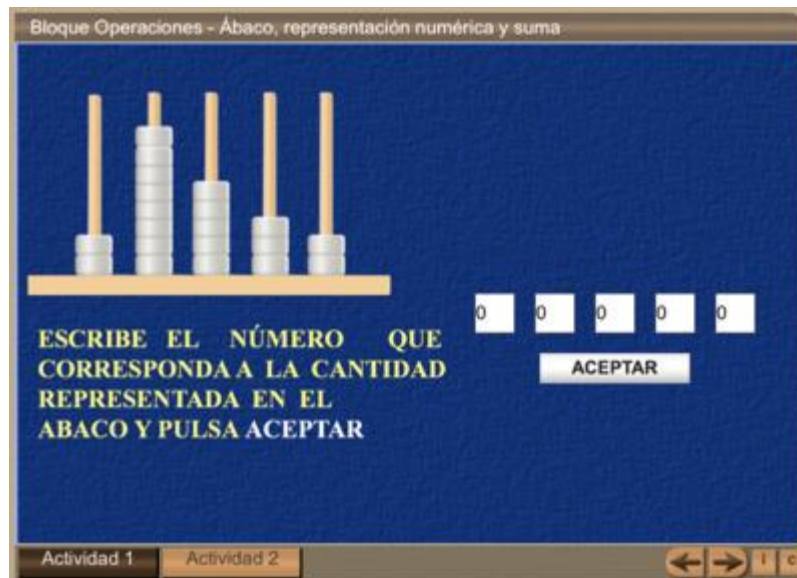 Bloque Operaciones - Ábaco, representación numérica y suma
0 0 0 0 0
ESCRIBE EL NÚMERO QUE
CORRESPONDA A LA CANTIDAD
REPRESENTADA EN EL
ABACO Y PULSA ACEPTAR
ACEPTAR
Actividad 1 Actividad 2 I c